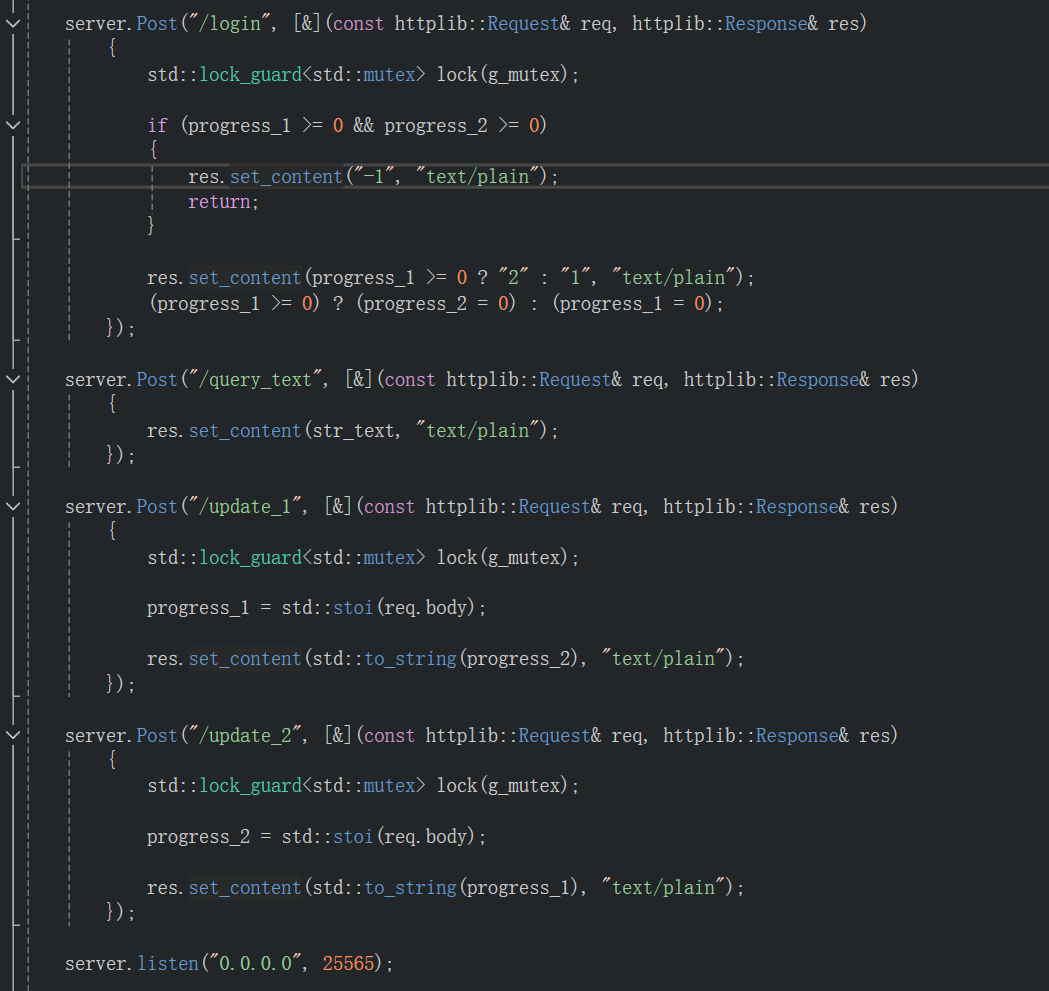 server.Post("/login", [&](const httplib::Request& req, httplib::Response& res)
{
std::lock_guard<std::mutex> lock(g_mutex);
if (progress_1 >= 0 && progress_2 >= 0)
{
res.set_content("-1", "text/plain");
return;
}
res.set_content(progress_1 >= 0 ? "2" : "1", "text/plain");
(progress_1 >= 0) ? (progress_2 = 0) : (progress_1 = 0);
});
server.Post("/query_text", [&](const httplib::Request& req, httplib::Response& res)
{
res.set_content(str_text, "text/plain");
});
server.Post("/update_1", [&](const httplib::Request& req, httplib::Response& res)
{
std::lock_guard<std::mutex> lock(g_mutex);
progress_1 = std::stoi(req.body);
res.set_content(std::to_string(progress_2), "text/plain");
});
server.Post("/update_2", [&](const httplib::Request& req, httplib::Response& res)
{
std::lock_guard<std::mutex> lock(g_mutex);
progress_2 = std::stoi(req.body);
res.set_content(std::to_string(progress_1), "text/plain");
});
server.listen("0.0.0.0", 25565);